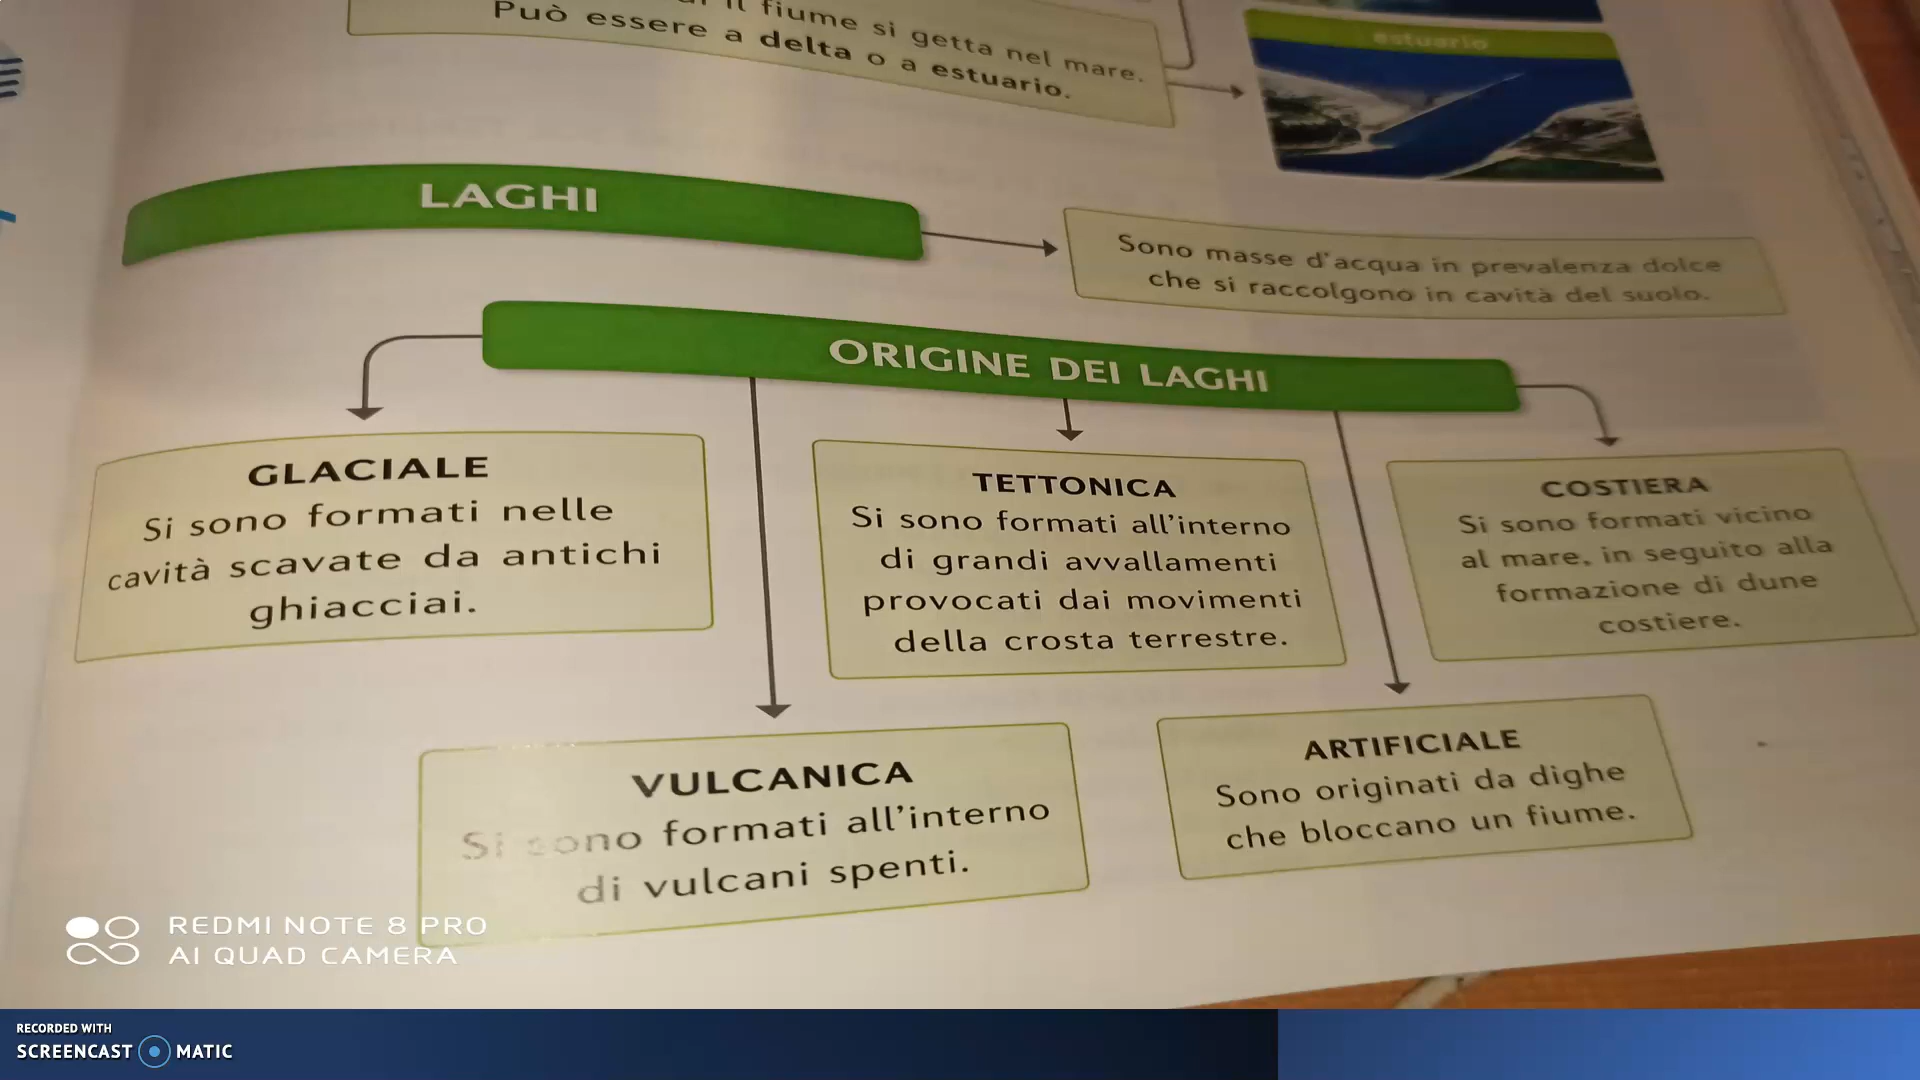 il fiume si getta nel mare.
Può essere a delta o a estuario.
estuario
LAGHI
Sono masse d'acqua in prevalenza dolce
che si raccolgono in cavità del suolo.
ORIGINE DEI LAGHI
GLACIALE
Si sono formati nelle
cavità scavate da antichi
ghiacciai.
TETTONICA
Si sono formati all'interno
di grandi avvallamenti
provocati dai movimenti
della crosta terrestre.
COSTIERA
Si sono formati vicino
al mare, in seguito alla
formazione di dune
costiere.
VULCANICA
Si sono formati all'interno
di vulcani spenti.
ARTIFICIALE
Sono originati da dighe
che bloccano un fiume.
REDMI NOTE 8 PRO
AI QUAD CAMERA
RECORDED WITH
SCREENCAST MATIC